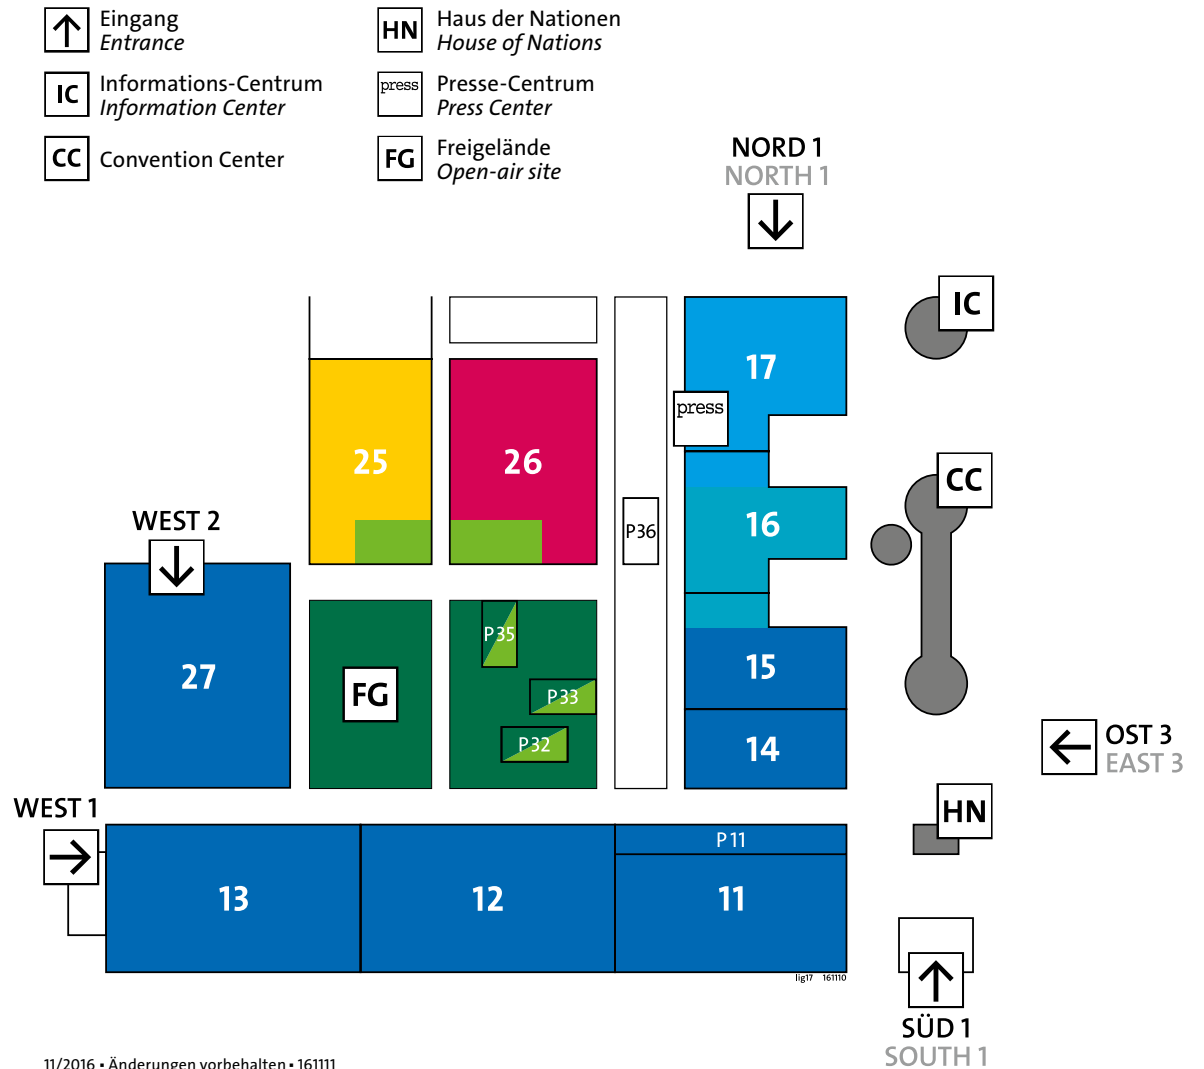 Eingang
Entrance
HN
Haus der Nationen
House of Nations
IC
Informations-Centrum
Information Center
press
Presse-Centrum
Press Center
CC
Convention Center
FG
Freigelände
Open-air site
NORD 1
NORTH 1
IC
17
press
25
26
CC
WEST 2
P36
16
P35
27
FG
P33
15
P32
14
OST 3
EAST 3
WEST 1
HN
P 11
13
12
11
lig17 161110
SÜD 1
SOUTH 1
11/2016 ▪ Änderungen vorbehalten ▪ 161111